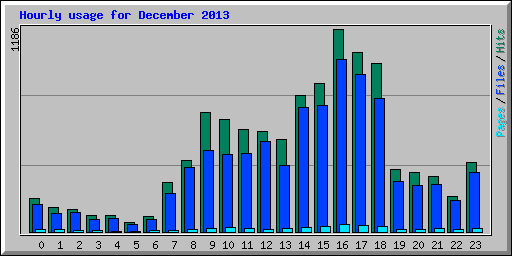 Hourly usage for December 2013
1186
Pages/Files/Hits
0 1 2 3 4 5 6 7 8 9 10 11 12 13 14 15 16 17 18 19 20 21 22 23